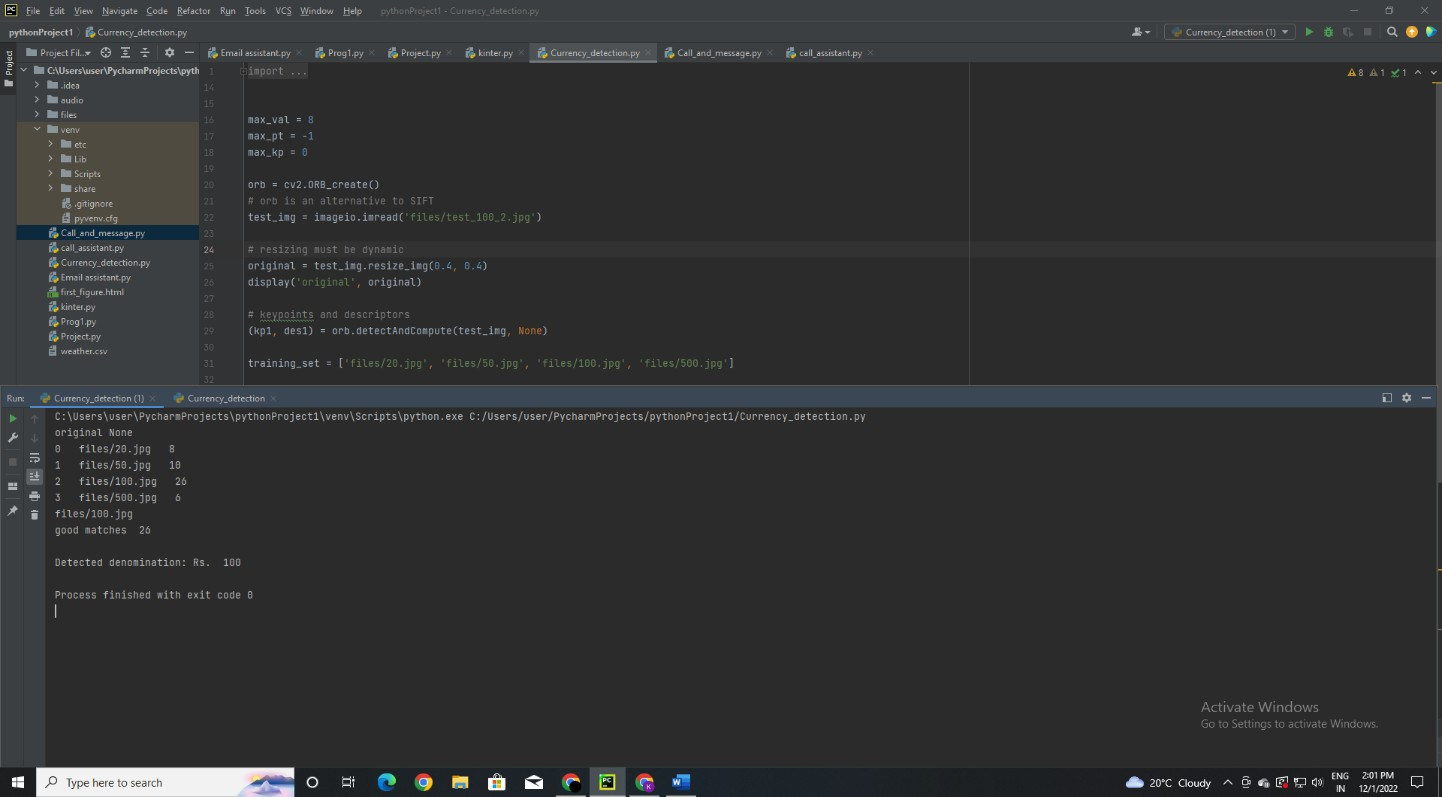 PC File Edit View Navigate Code Refactor Run Tools VCS Window Help pythonProject1 - Currency_detection.py
pythonProject1 Currency_detection.py Currency_detection (1)
Project
Project Fil... Email assistant.py Prog1.py Project.py kinter.py Currency_detection.py Call_and_message.py call_assistant.py
C:\Users\user\PycharmProjects\pyth
.idea
audio
files
venv
etc
Lib
Scripts
share
.gitignore
pyvenv.cfg
Call_and_message.py
call_assistant.py
Currency_detection.py
Email assistant.py
first_figure.html
kinter.py
Prog1.py
Project.py
weather.csv
1 import ...
8 1 1
14
15
16 max_val = 8
17 max_pt = -1
18 max_kp = 0
19
20 orb = cv2.ORB_create()
21 # orb is an alternative to SIFT
22 test_img = imageio.imread('files/test_100_2.jpg')
23
24 # resizing must be dynamic
25 original = test_img.resize_img(0.4, 0.4)
26 display('original', original)
27
28 # keypoints and descriptors
29 (kp1, des1) = orb.detectAndCompute(test_img, None)
30
31 training_set = ['files/20.jpg', 'files/50.jpg', 'files/100.jpg', 'files/500.jpg']
32
Run: Currency_detection (1) Currency_detection
C:\Users\user\PycharmProjects\pythonProject1\venv\Scripts\python.exe C:/Users/user/PycharmProjects/pythonProject1/Currency_detection.py
original None
0 files/20.jpg 8
1 files/50.jpg 10
2 files/100.jpg 26
3 files/500.jpg 6
files/100.jpg
good matches 26
Detected denomination: Rs. 100
Process finished with exit code 0
Activate Windows
Go to Settings to activate Windows.
Type here to search
PC
K
W
20°C Cloudy
ENG
IN
2:01 PM
12/1/2022